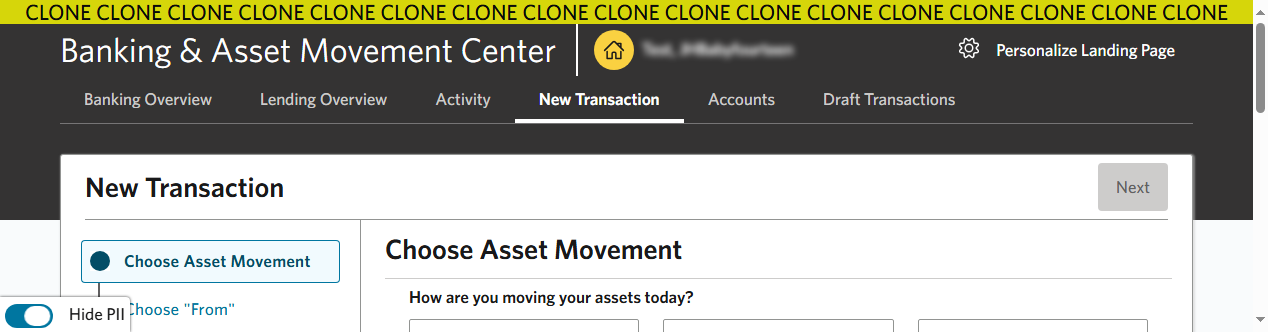 CLONE CLONE CLONE CLONE CLONE CLONE CLONE CLONE CLONE CLONE CLONE CLONE CLONE CLONE CLONE CLONE CLONE
Banking & Asset Movement Center
Personalize Landing Page
Banking Overview Lending Overview Activity New Transaction Accounts Draft Transactions
New Transaction
Next
Choose Asset Movement
Choose Asset Movement
How are you moving your assets today?
Choose "From"
Hide PII